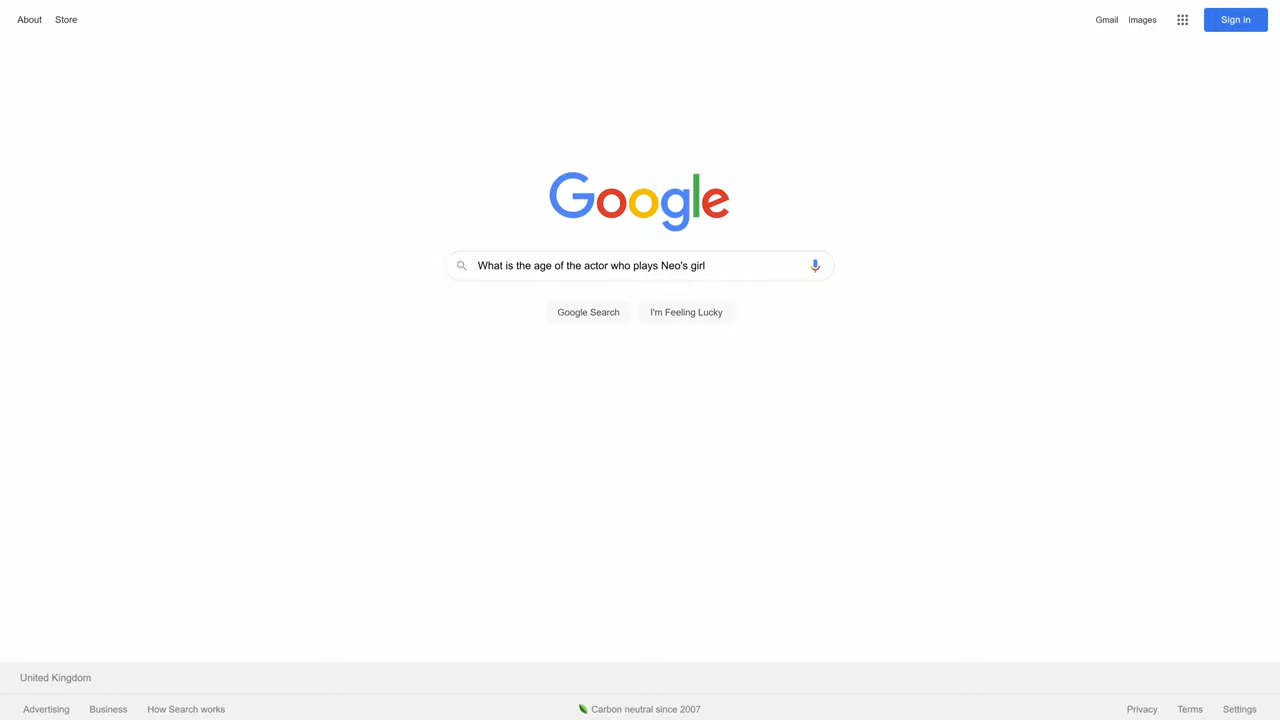 About Store Gmail Images Sign in
Google
What is the age of the actor who plays Neo's girl
Google Search I'm Feeling Lucky
United Kingdom
Advertising Business How Search works Carbon neutral since 2007 Privacy Terms Settings